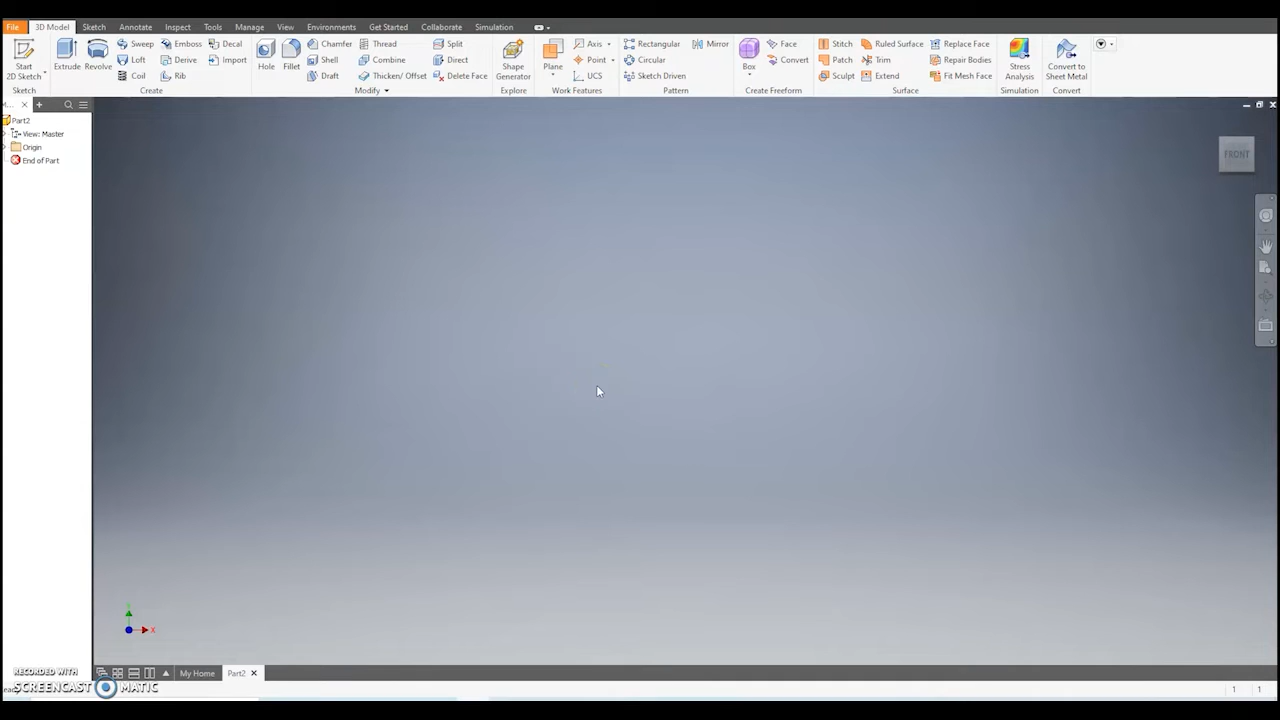 File 3D Model Sketch Annotate Inspect Tools Manage View Environments Get Started Collaborate Simulation
Start 2D Sketch Extrude Revolve Sweep Emboss Decal Hole Fillet Chamfer Thread Split Shape Generator Plane Axis Rectangular Mirror Box Face Stitch Ruled Surface Replace Face Stress Analysis Convert to Sheet Metal
Loft Derive Import Shell Combine Direct Point Circular Convert Patch Trim Repair Bodies
Coil Rib Draft Thicken/ Offset Delete Face UCS Sketch Driven Sculpt Extend Fit Mesh Face
Sketch Create Modify Explore Work Features Pattern Create Freeform Surface Simulation Convert
M...
Part2
View: Master
Origin
End of Part
FRONT
Y
X
RECORDED WITH
SCREENCAST MATIC
My Home Part2
1 1